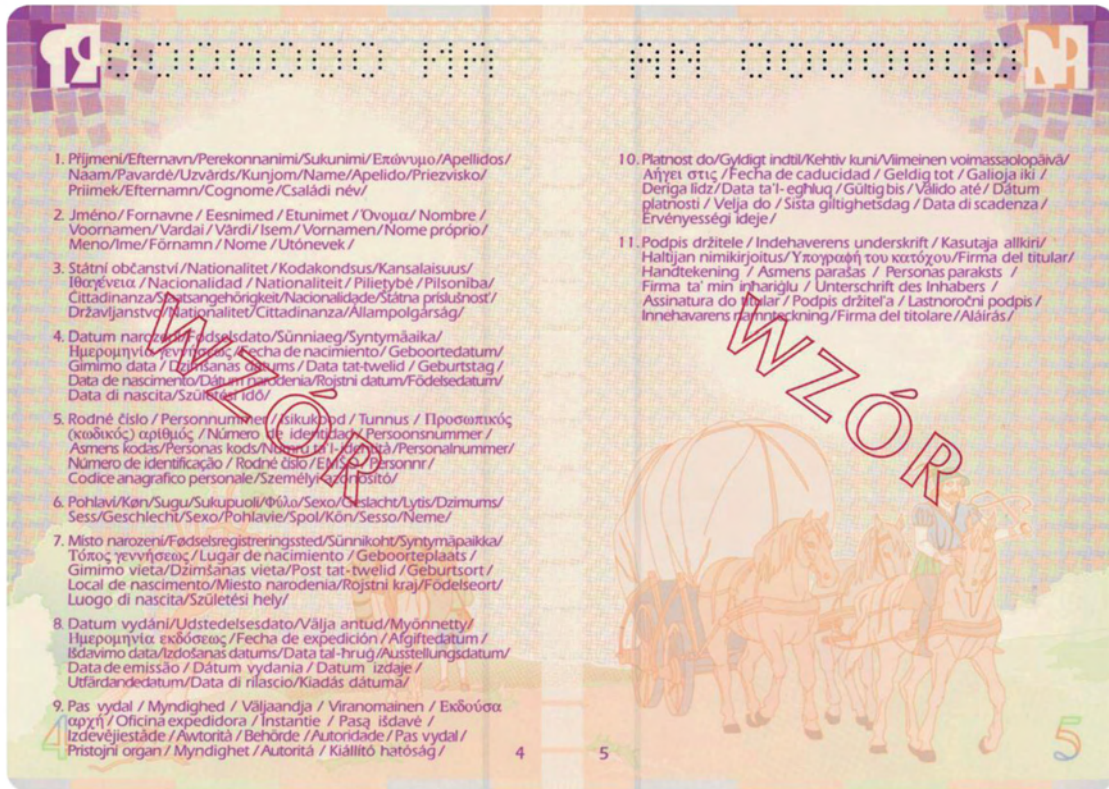 0000000 MA
AM 0000000
1. Příjmení/Efternavn/Perekonnanimi/Sukunimi/Επώνυμο/Apellidos/
Naam/Pavardė/Uzvārds/Kunjom/Name/Apelido/Priezvisko/
Priimek/Efternamn/Cognome/Családi név/
2. Jméno/Fornavne/Eesnimed/Etunimet/Όνομα/Nombre/
Voornamen/Vardai/Vārdi/Isem/Vornamen/Nome próprio/
Meno/Ime/Förnamn/Nome/Utónevek/
3. Státní občanství/Nationalitet/Kodakondsus/Kansalaisuus/
Ιθαγένεια/Nacionalidad/Nationaliteit/Pilietybė/Pilsonība/
Cittadinanza/Staatsangehörigkeit/Nacionalidade/Štátna príslušnosť/
Državljanstvo/Nationalitet/Cittadinanza/Állampolgárság/
4. Datum narození/Fødselsdato/Sünniaeg/Syntymäaika/
Ημερομηνία γεννήσεως/Fecha de nacimiento/Geboortedatum/
Gimimo data/Dzimšanas datums/Data tat-twelid/Geburtstag/
Data de nascimento/Dátum narodenia/Rojstni datum/Födelsedatum/
Data di nascita/Születési idő/
5. Rodné číslo/Personnummer/Isikukood/Tunnus/Προσωπικός
(κωδικός) αριθμός/Número de identidad/Persoonsnummer/
Asmens kodas/Personas kods/Numru ta'l-identità/Personalnummer/
Número de identificação/Rodné číslo/EMŠO/Personnr/
Codice anagrafico personale/Személyi azonosító/
6. Pohlaví/Køn/Sugu/Sukupuoli/Φύλο/Sexo/Geslacht/Lytis/Dzimums/
Sess/Geschlecht/Sexo/Pohlavie/Spol/Kön/Sesso/Neme/
7. Místo narození/Fødselsregistreringssted/Sünnikoht/Syntymäpaikka/
Τόπος γεννήσεως/Lugar de nacimiento/Geboorteplaats/
Gimimo vieta/Dzimšanas vieta/Post tat-twelid/Geburtsort/
Local de nascimento/Miesto narodenia/Rojstni kraj/Födelseort/
Luogo di nascita/Születési hely/
8. Datum vydání/Udstedelsesdato/Välja antud/Myönnetty/
Ημερομηνία εκδόσεως/Fecha de expedición/Afgiftedatum/
Išdavimo data/Izdošanas datums/Data tal-ħruġ/Ausstellungsdatum/
Data de emissão/Dátum vydania/Datum izdaje/
Utfärdandedatum/Data di rilascio/Kiadás dátuma/
9. Pas vydal/Myndighed/Väljaandja/Viranomainen/Εκδούσα
αρχή/Oficina expedidora/Instantie/Pasą išdavė/
Izdevējiestāde/Awtorità/Behörde/Autoridade/Pas vydal/
Pristojni organ/Myndighet/Autorità/Kiállító hatóság/
WZÓR
4
4
10. Platnost do/Gyldigt indtil/Kehtiv kuni/Viimeinen voimassaolopäivä/
Λήγει στις/Fecha de caducidad/Geldig tot/Galioja iki/
Derīga līdz/Data ta'l-egħluq/Gültig bis/Válido até/Dátum
platnosti/Velja do/Sista giltighetsdag/Data di scadenza/
Érvényességi ideje/
11. Podpis držitele/Indehaverens underskrift/Kasutaja allkiri/
Haltijan nimikirjoitus/Υπογραφή του κατόχου/Firma del titular/
Handtekening/Asmens parašas/Personas paraksts/
Firma ta' min inħariġlu/Unterschrift des Inhabers/
Assinatura do titular/Podpis držiteľa/Lastnoročni podpis/
Innehavarens namnteckning/Firma del titolare/Aláírás/
WZÓR
5
5